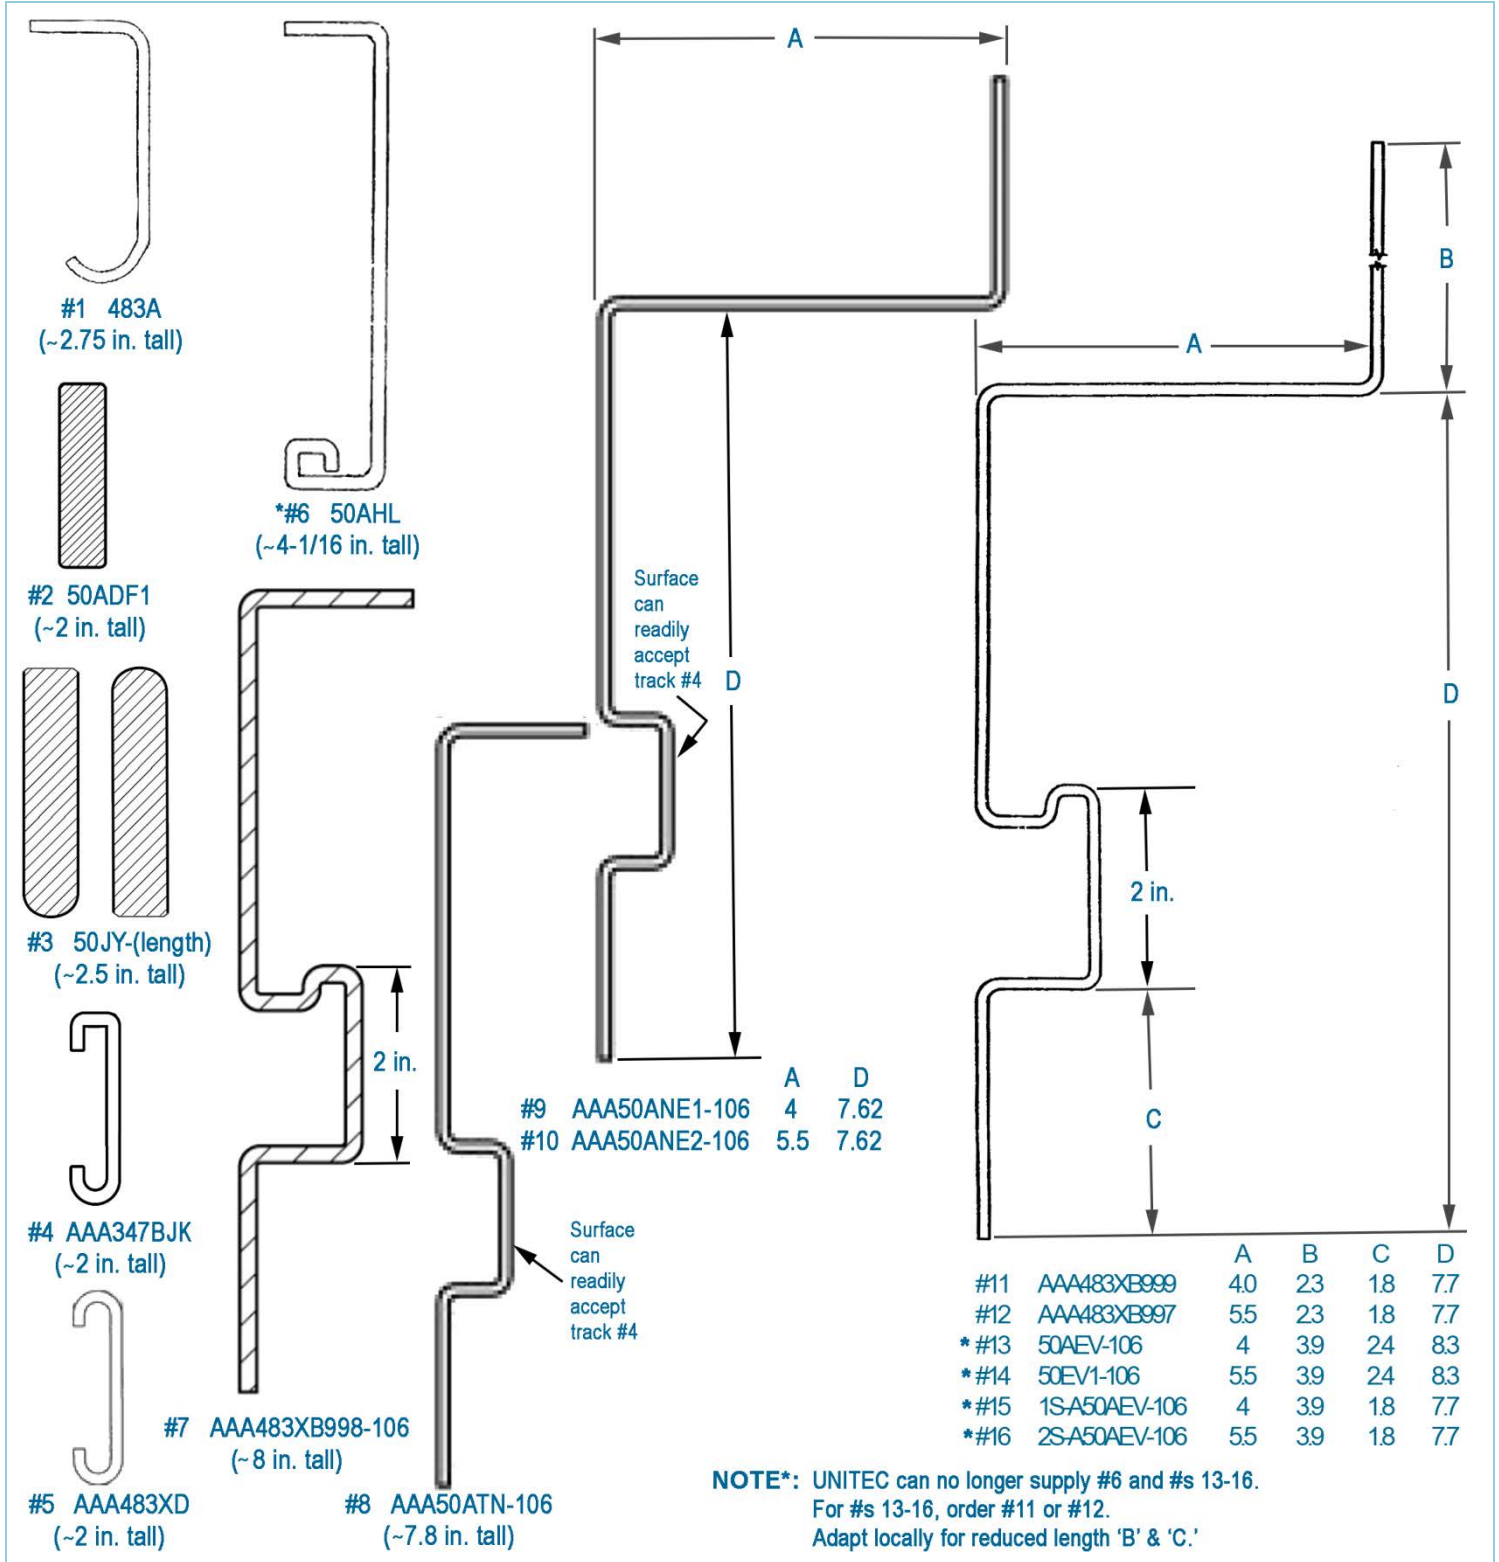 #1 483A
(~2.75 in. tall)
#2 50ADF1
(~2 in. tall)
#3 50JY-(length)
(~2.5 in. tall)
#4 AAA347BJK
(~2 in. tall)
#5 AAA483XD
(~2 in. tall)
*#6 50AHL
(~4-1/16 in. tall)
2 in.
#7 AAA483XB998-106
(~8 in. tall)
Surface
can
readily
accept
track #4
#8 AAA50ATN-106
(~7.8 in. tall)
A
Surface
can
readily
accept
track #4
D
A D
#9 AAA50ANE1-106 4 7.62
#10 AAA50ANE2-106 5.5 7.62
B
A
D
2 in.
C
A B C D
#11 AAA483XB999 4.0 2.3 1.8 7.7
#12 AAA483XB997 5.5 2.3 1.8 7.7
*#13 50AEV-106 4 3.9 2.4 8.3
*#14 50EV1-106 5.5 3.9 2.4 8.3
*#15 1S-A50AEV-106 4 3.9 1.8 7.7
*#16 2S-A50AEV-106 5.5 3.9 1.8 7.7
NOTE*: UNITEC can no longer supply #6 and #s 13-16.
For #s 13-16, order #11 or #12.
Adapt locally for reduced length ‘B’ & ‘C.’